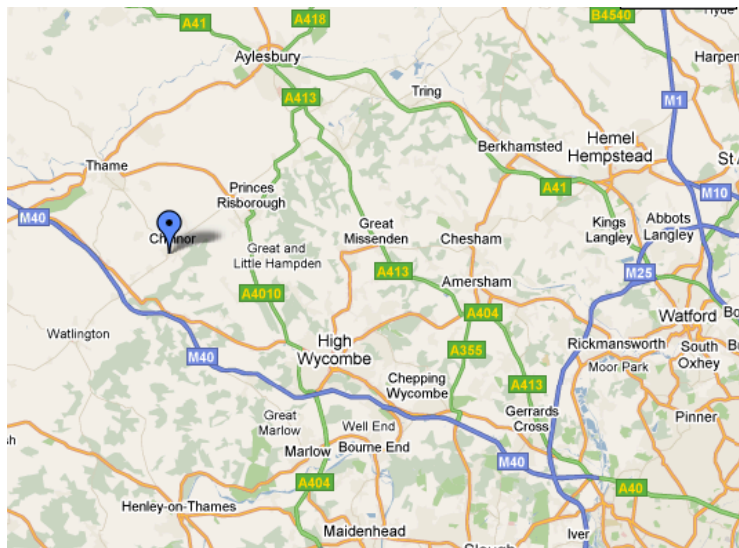 A41
A418
B4540
Hyde
Aylesbury
Harpen
A413
Tring
M1
Berkhamsted
Hemel
Hempstead
St A
Thame
A41
M10
Princes
Risborough
M40
Great
Missenden
Chesham
Kings
Langley
Abbots
Langley
Great and
Little Hampden
A413
M25
Amersham
A4010
A404
Watford
Bo
Watlington
High
Wycombe
Rickmansworth
South
Oxhey
B
M40
A355
Moor Park
Chepping
Wycombe
A413
Great
Marlow
Gerrards
Cross
Pinner
Well End
sh
Marlow
Bourne End
M40
A404
A40
Henley-on-Thames
Maidenhead
Iver